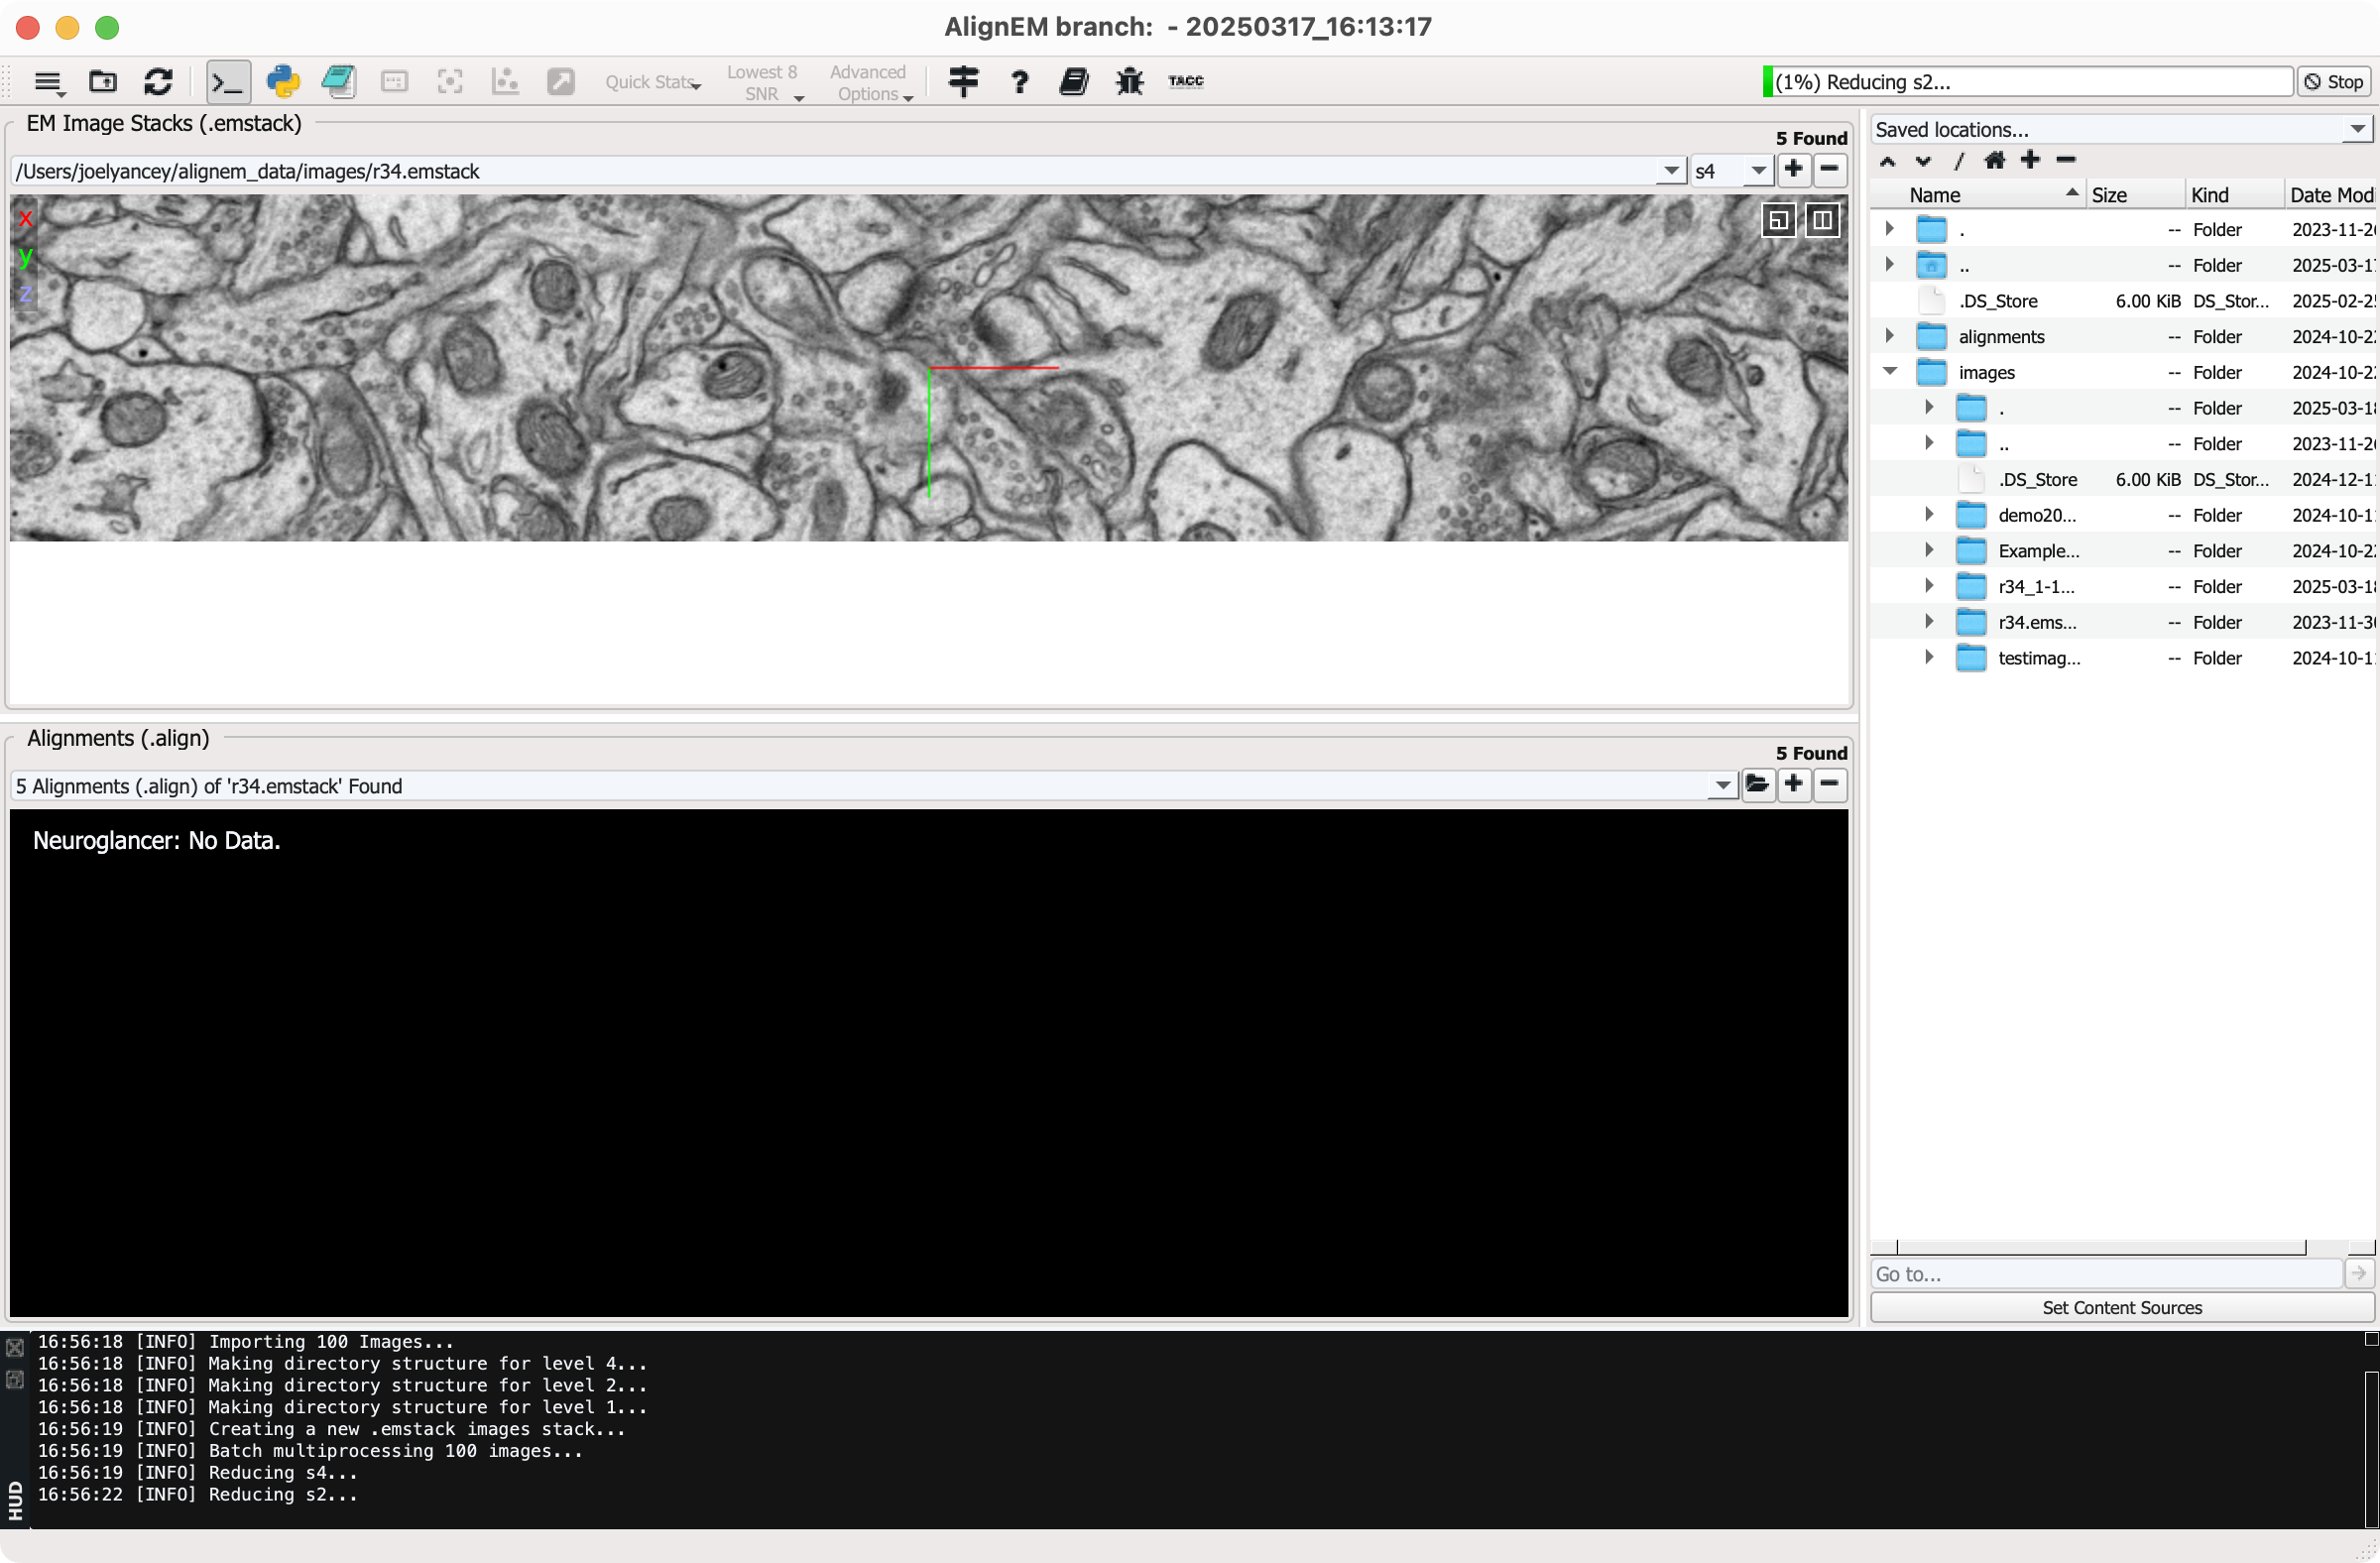 AlignEM branch:  - 20250317_16:13:17
Quick Stats
Lowest 8
SNR
Advanced
Options
?
TACC
(1%) Reducing s2...
Stop
EM Image Stacks (.emstack)
5 Found
/Users/joelyancey/alignem_data/images/r34.emstack
s4
x
y
z
Alignments (.align)
5 Found
5 Alignments (.align) of 'r34.emstack' Found
Neuroglancer: No Data.
Saved locations...
/
Name Size Kind Date Modi
. -- Folder 2023-11-2
.. -- Folder 2025-03-1
.DS_Store 6.00 KiB DS_Stor... 2025-02-2
alignments -- Folder 2024-10-2
images -- Folder 2024-10-2
. -- Folder 2025-03-1
.. -- Folder 2023-11-2
.DS_Store 6.00 KiB DS_Stor... 2024-12-1
demo20... -- Folder 2024-10-1
Example... -- Folder 2024-10-2
r34_1-1... -- Folder 2025-03-1
r34.ems... -- Folder 2023-11-3
testimag... -- Folder 2024-10-1
Go to...
Set Content Sources
16:56:18 [INFO] Importing 100 Images...
16:56:18 [INFO] Making directory structure for level 4...
16:56:18 [INFO] Making directory structure for level 2...
16:56:18 [INFO] Making directory structure for level 1...
16:56:19 [INFO] Creating a new .emstack images stack...
16:56:19 [INFO] Batch multiprocessing 100 images...
16:56:19 [INFO] Reducing s4...
16:56:22 [INFO] Reducing s2...
HUD